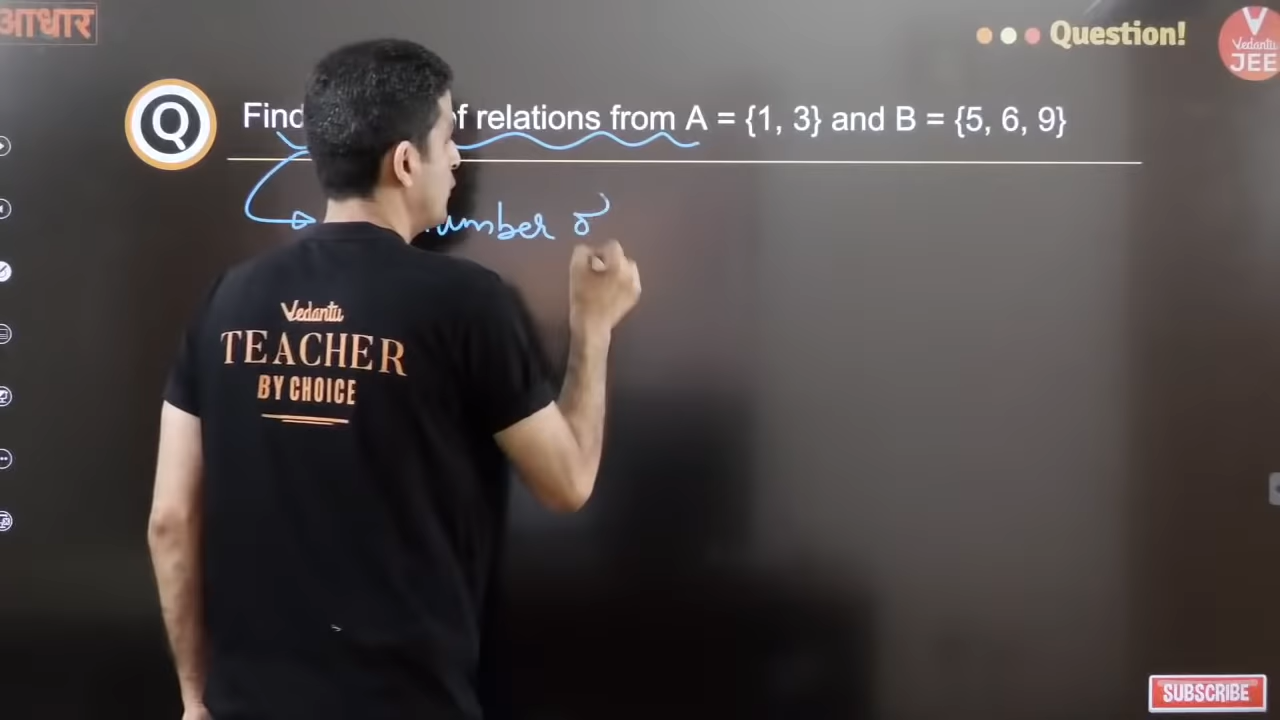 आधार
Question!
Vedantu
JEE
Q Find of relations from A = {1, 3} and B = {5, 6, 9}
umber
Vedantu
TEACHER
BY CHOICE
SUBSCRIBE